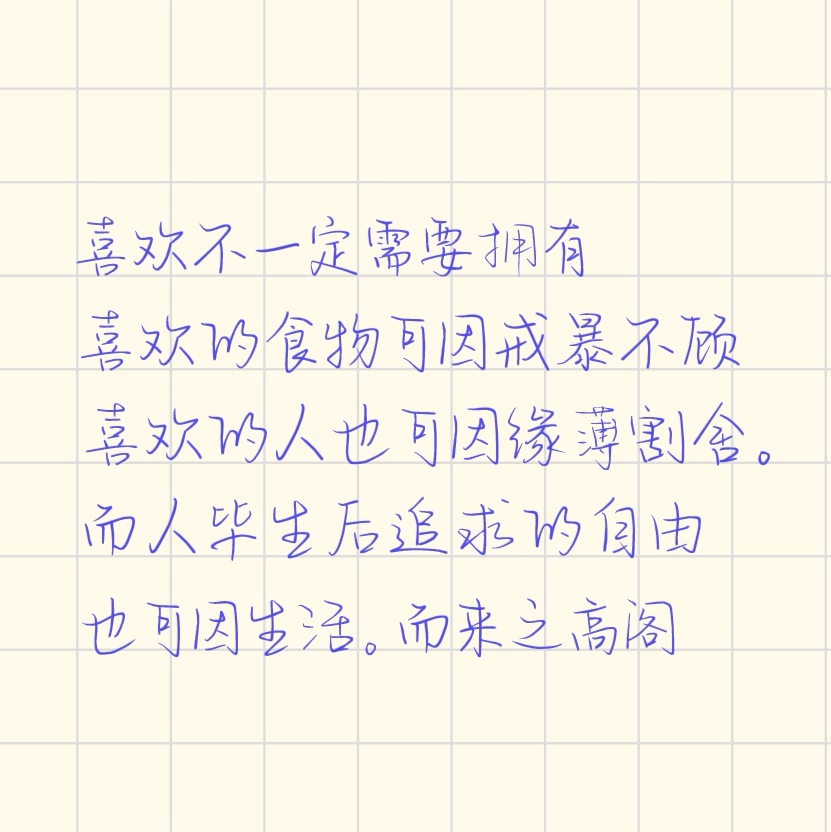 喜欢不一定需要拥有
喜欢的食物可因戒暴不顾
喜欢的人也可因缘薄割舍。
而人毕生后追求的自由
也可因生活。而来之高阁